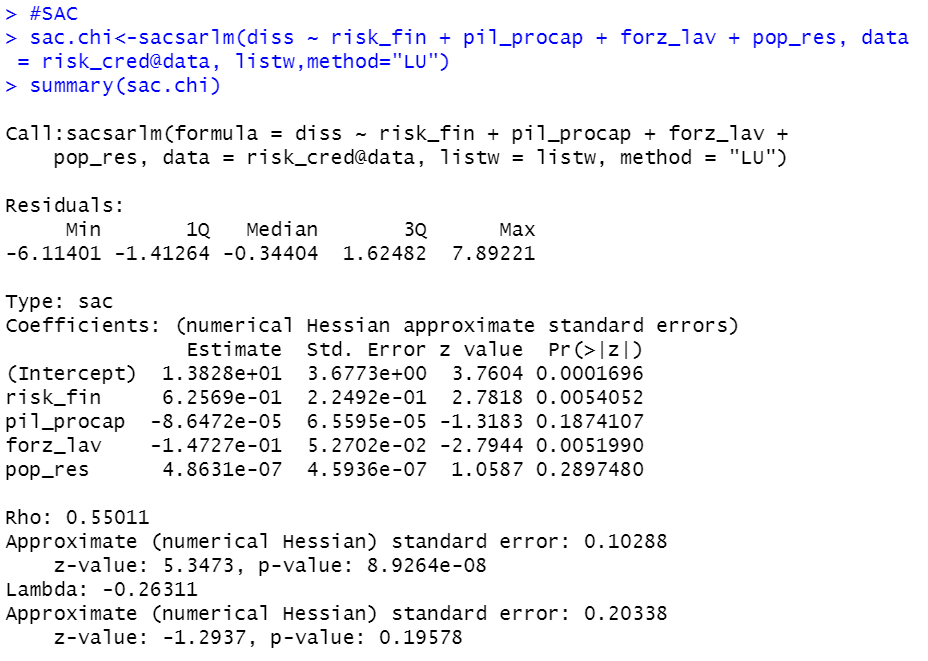 > #SAC
> sac.chi<-sacsarlm(diss ~ risk_fin + pil_procap + forz_lav + pop_res, data
 = risk_cred@data, listw,method="LU")
> summary(sac.chi)

Call:sacsarlm(formula = diss ~ risk_fin + pil_procap + forz_lav +
    pop_res, data = risk_cred@data, listw = listw, method = "LU")

Residuals:
     Min       1Q   Median       3Q      Max
-6.11401 -1.41264 -0.34404  1.62482  7.89221

Type: sac
Coefficients: (numerical Hessian approximate standard errors)
               Estimate  Std. Error z value  Pr(>|z|)
(Intercept)  1.3828e+01  3.6773e+00  3.7604 0.0001696
risk_fin     6.2569e-01  2.2492e-01  2.7818 0.0054052
pil_procap  -8.6472e-05  6.5595e-05 -1.3183 0.1874107
forz_lav    -1.4727e-01  5.2702e-02 -2.7944 0.0051990
pop_res      4.8631e-07  4.5936e-07  1.0587 0.2897480

Rho: 0.55011
Approximate (numerical Hessian) standard error: 0.10288
    z-value: 5.3473, p-value: 8.9264e-08
Lambda: -0.26311
Approximate (numerical Hessian) standard error: 0.20338
    z-value: -1.2937, p-value: 0.19578